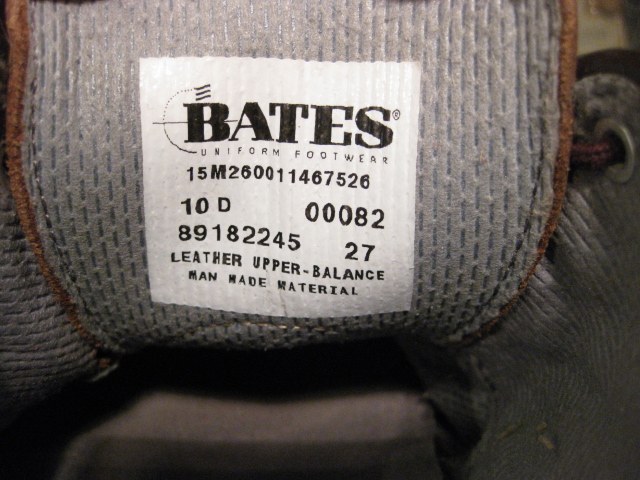 BATES®
UNIFORM FOOTWEAR
15M260011467526
10 D 00082
89182245 27
LEATHER UPPER-BALANCE
MAN MADE MATERIAL